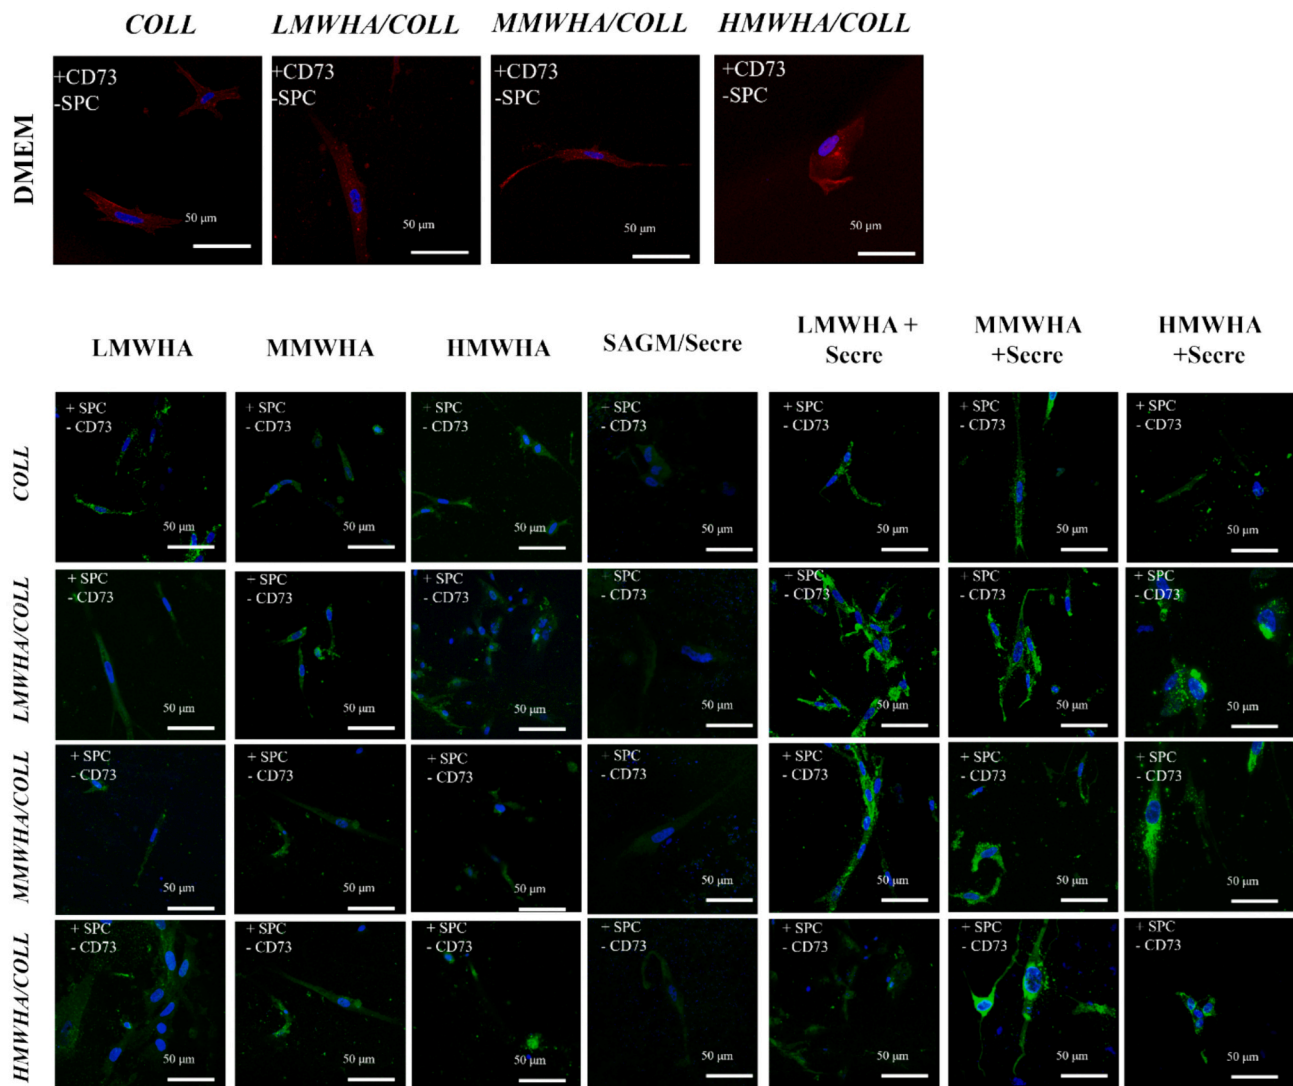 COLL LMWHA/COLL MMWHA/COLL HMWHA/COLL
DMEM
+CD73 +CD73 +CD73 +CD73
-SPC -SPC -SPC -SPC
50 μm 50 μm 50 μm 50 μm
LMWHA MMWHA HMWHA SAGM/Secre LMWHA + MMWHA HMWHA
Secre +Secre +Secre
COLL
+ SPC + SPC + SPC + SPC + SPC + SPC + SPC
- CD73 - CD73 - CD73 - CD73 - CD73 - CD73 - CD73
50 μm 50 μm 50 μm 50 μm 50 μm 50 μm 50 μm
LMWHA/COLL
+ SPC + SPC + SPC + SPC + SPC + SPC + SPC
- CD73 - CD73 - CD73 - CD73 - CD73 - CD73 - CD73
50 μm 50 μm 50 μm 50 μm 50 μm 50 μm 50 μm
MMWHA/COLL
+ SPC + SPC + SPC + SPC + SPC + SPC + SPC
- CD73 - CD73 - CD73 - CD73 - CD73 - CD73 - CD73
50 μm 50 μm 50 μm 50 μm 50 μm 50 μm 50 μm
HMWHA/COLL
+ SPC + SPC + SPC + SPC + SPC + SPC + SPC
- CD73 - CD73 - CD73 - CD73 - CD73 - CD73 - CD73
50 μm 50 μm 50 μm 50 μm 50 μm 50 μm 50 μm